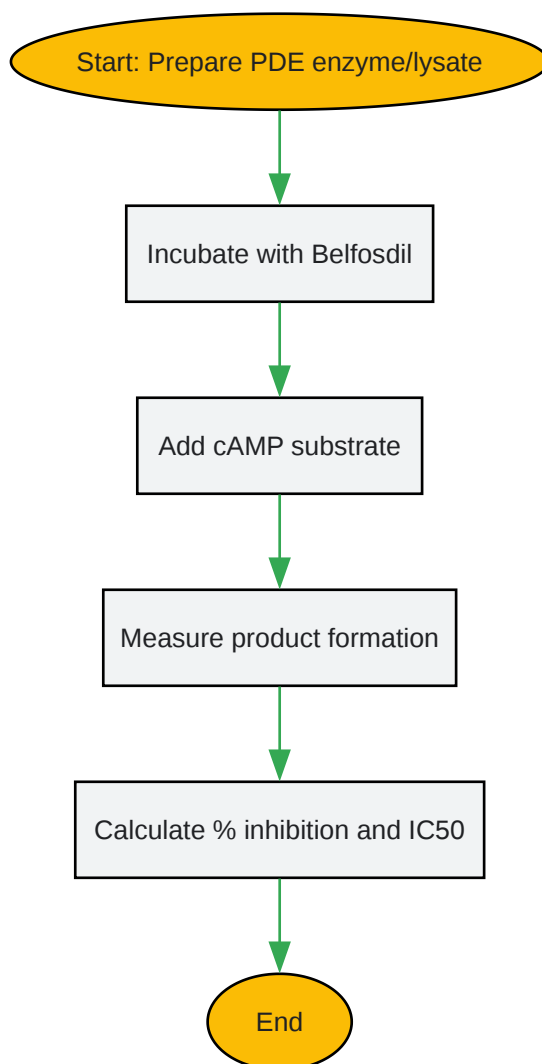 Start: Prepare PDE enzyme/lysate
Incubate with Belfosdil
Add cAMP substrate
Measure product formation
Calculate % inhibition and IC50
End